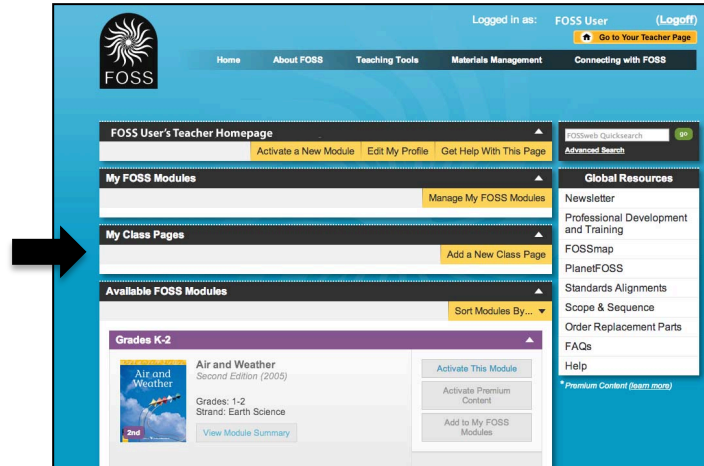 Logged in as: FOSS User (Logoff)
Go to Your Teacher Page
FOSS
Home About FOSS Teaching Tools Materials Management Connecting with FOSS
FOSS User's Teacher Homepage
Activate a New Module Edit My Profile Get Help With This Page
My FOSS Modules
Manage My FOSS Modules
My Class Pages
Add a New Class Page
Available FOSS Modules
Sort Modules By...
Grades K-2
Air and
Weather
2nd
Air and Weather
Second Edition (2005)
Grades: 1-2
Strand: Earth Science
View Module Summary
Activate This Module
Activate Premium
Content
Add to My FOSS
Modules
FOSSweb Quicksearch go
Advanced Search
Global Resources
Newsletter
Professional Development
and Training
FOSSmap
PlanetFOSS
Standards Alignments
Scope & Sequence
Order Replacement Parts
FAQs
Help
* Premium Content (learn more)